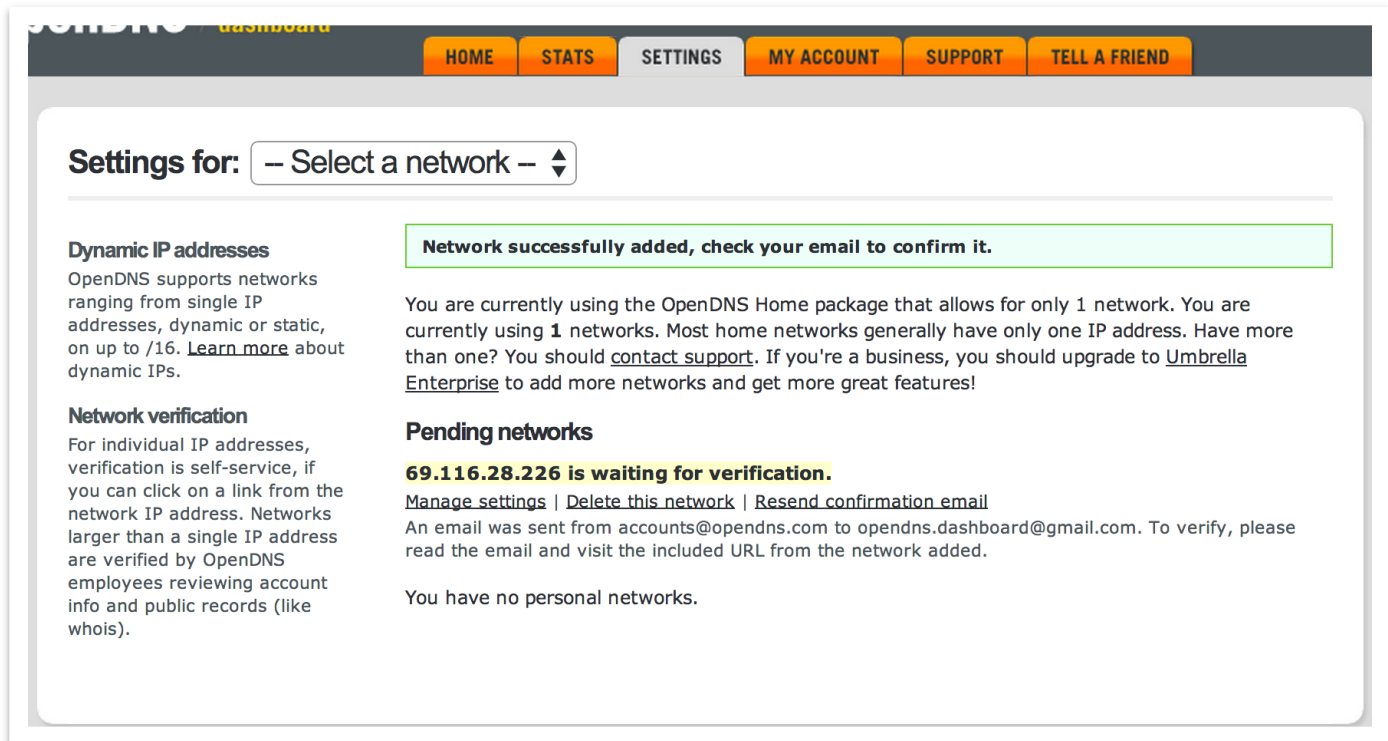 dashboard
HOME STATS SETTINGS MY ACCOUNT SUPPORT TELL A FRIEND
Settings for: -- Select a network --
Dynamic IP addresses
OpenDNS supports networks
ranging from single IP
addresses, dynamic or static,
on up to /16. Learn more about
dynamic IPs.
Network verification
For individual IP addresses,
verification is self-service, if
you can click on a link from the
network IP address. Networks
larger than a single IP address
are verified by OpenDNS
employees reviewing account
info and public records (like
whois).
Network successfully added, check your email to confirm it.
You are currently using the OpenDNS Home package that allows for only 1 network. You are
currently using 1 networks. Most home networks generally have only one IP address. Have more
than one? You should contact support. If you're a business, you should upgrade to Umbrella
Enterprise to add more networks and get more great features!
Pending networks
69.116.28.226 is waiting for verification.
Manage settings | Delete this network | Resend confirmation email
An email was sent from accounts@opendns.com to opendns.dashboard@gmail.com. To verify, please
read the email and visit the included URL from the network added.
You have no personal networks.